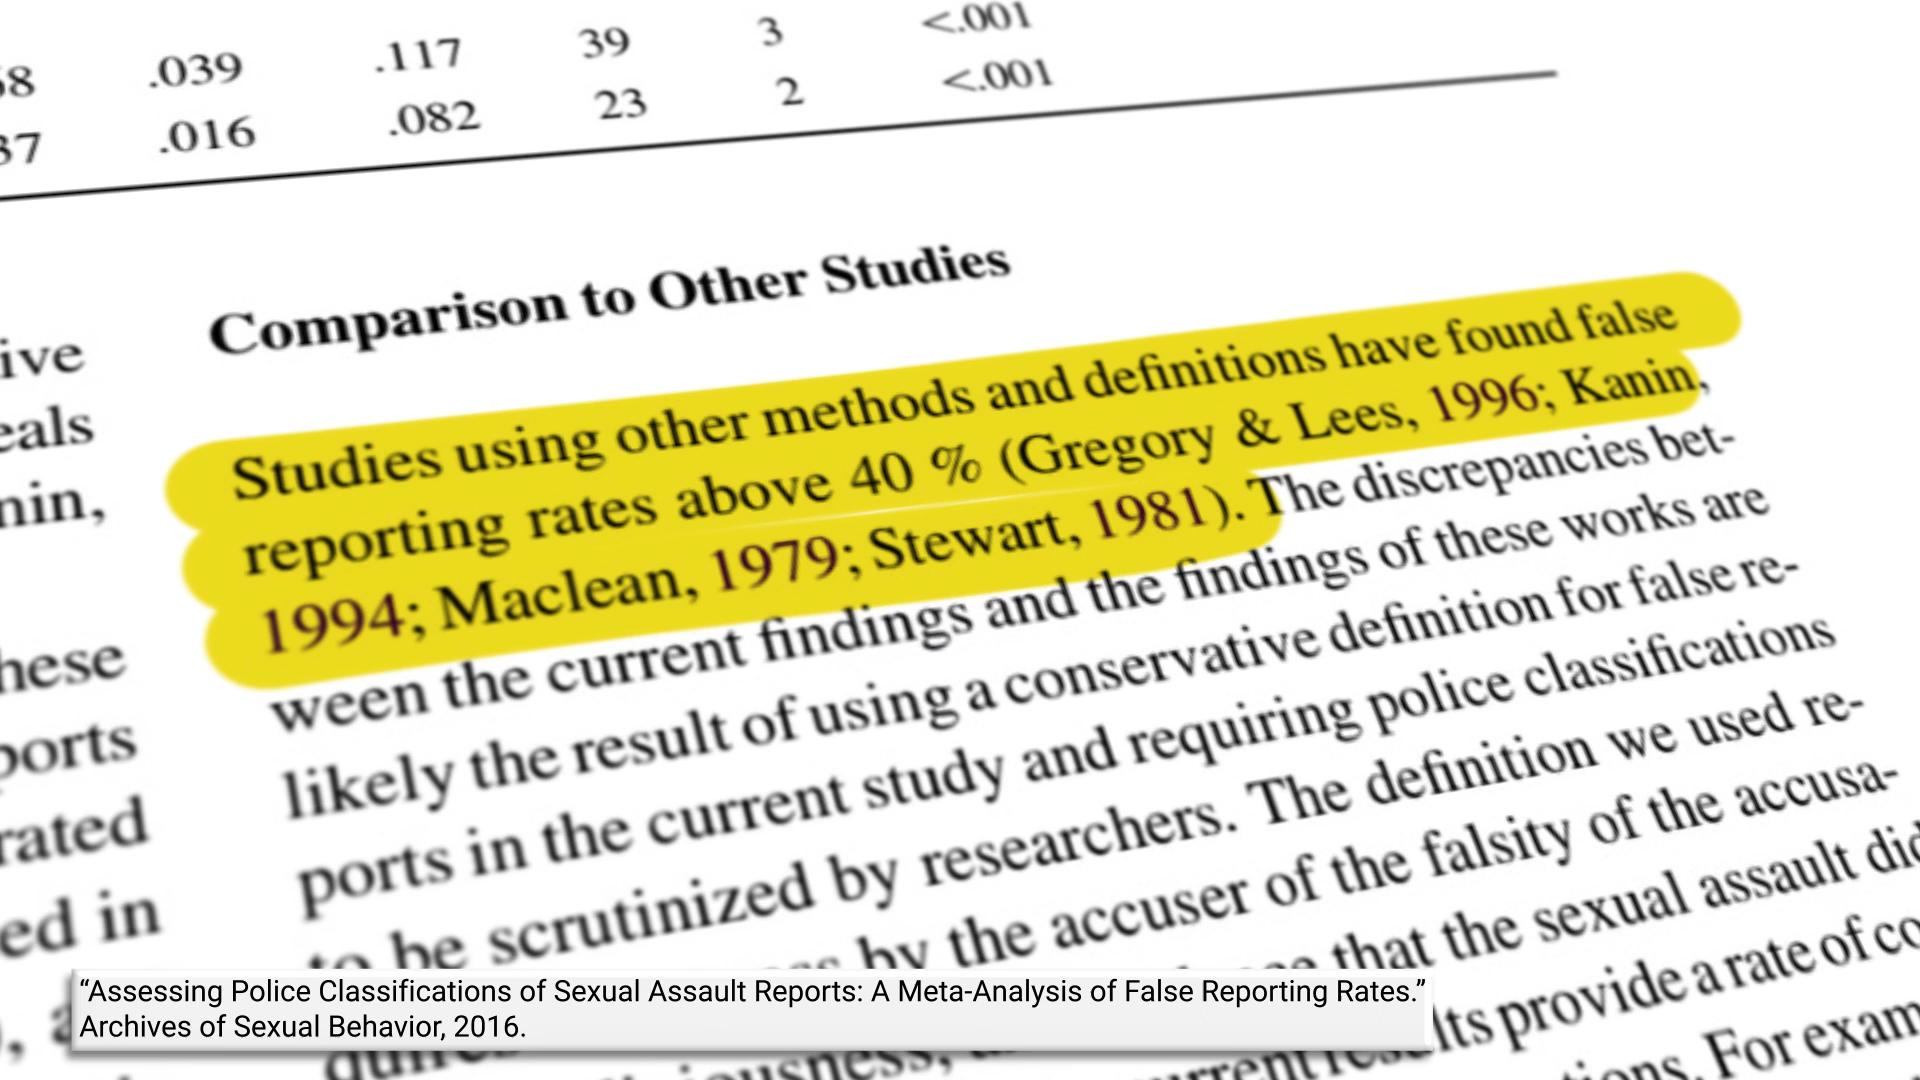 68 .039 .117 39 3 <.001
37 .016 .082 23 2 <.001
Comparison to Other Studies
ive
eals
nin,
hese
ports
rated
ed in
Studies using other methods and definitions have found false
reporting rates above 40 % (Gregory & Lees, 1996; Kanin,
1994; Maclean, 1979; Stewart, 1981). The discrepancies bet-
ween the current findings and the findings of these works are
likely the result of using a conservative definition for false re-
ports in the current study and requiring police classifications
to be scrutinized by researchers. The definition we used re-
by the accuser of the falsity of the accusa-
that the sexual assault did
provide a rate of co
For exam
“Assessing Police Classifications of Sexual Assault Reports: A Meta-Analysis of False Reporting Rates.”
Archives of Sexual Behavior, 2016.